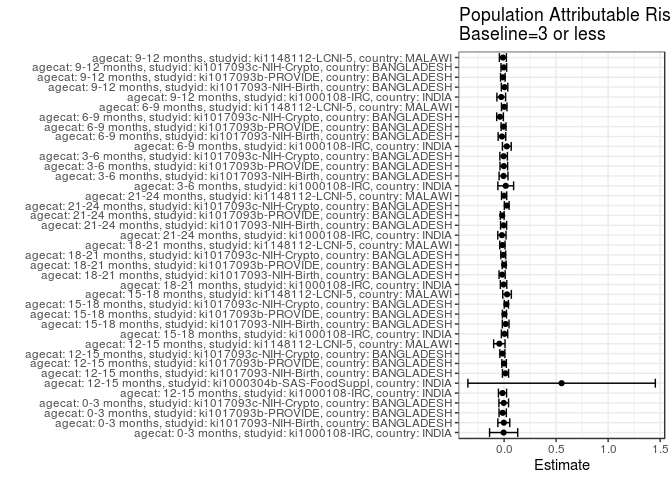 Population Attributable Ris
Baseline=3 or less
agecat: 9-12 months, studyid: ki1148112-LCNI-5, country: MALAWI
agecat: 9-12 months, studyid: ki1017093c-NIH-Crypto, country: BANGLADESH
agecat: 9-12 months, studyid: ki1017093b-PROVIDE, country: BANGLADESH
agecat: 9-12 months, studyid: ki1017093-NIH-Birth, country: BANGLADESH
agecat: 9-12 months, studyid: ki1000108-IRC, country: INDIA
agecat: 6-9 months, studyid: ki1148112-LCNI-5, country: MALAWI
agecat: 6-9 months, studyid: ki1017093c-NIH-Crypto, country: BANGLADESH
agecat: 6-9 months, studyid: ki1017093b-PROVIDE, country: BANGLADESH
agecat: 6-9 months, studyid: ki1017093-NIH-Birth, country: BANGLADESH
agecat: 6-9 months, studyid: ki1000108-IRC, country: INDIA
agecat: 3-6 months, studyid: ki1017093c-NIH-Crypto, country: BANGLADESH
agecat: 3-6 months, studyid: ki1017093b-PROVIDE, country: BANGLADESH
agecat: 3-6 months, studyid: ki1017093-NIH-Birth, country: BANGLADESH
agecat: 3-6 months, studyid: ki1000108-IRC, country: INDIA
agecat: 21-24 months, studyid: ki1148112-LCNI-5, country: MALAWI
agecat: 21-24 months, studyid: ki1017093c-NIH-Crypto, country: BANGLADESH
agecat: 21-24 months, studyid: ki1017093b-PROVIDE, country: BANGLADESH
agecat: 21-24 months, studyid: ki1017093-NIH-Birth, country: BANGLADESH
agecat: 21-24 months, studyid: ki1000108-IRC, country: INDIA
agecat: 18-21 months, studyid: ki1148112-LCNI-5, country: MALAWI
agecat: 18-21 months, studyid: ki1017093c-NIH-Crypto, country: BANGLADESH
agecat: 18-21 months, studyid: ki1017093b-PROVIDE, country: BANGLADESH
agecat: 18-21 months, studyid: ki1017093-NIH-Birth, country: BANGLADESH
agecat: 18-21 months, studyid: ki1000108-IRC, country: INDIA
agecat: 15-18 months, studyid: ki1148112-LCNI-5, country: MALAWI
agecat: 15-18 months, studyid: ki1017093c-NIH-Crypto, country: BANGLADESH
agecat: 15-18 months, studyid: ki1017093b-PROVIDE, country: BANGLADESH
agecat: 15-18 months, studyid: ki1017093-NIH-Birth, country: BANGLADESH
agecat: 15-18 months, studyid: ki1000108-IRC, country: INDIA
agecat: 12-15 months, studyid: ki1148112-LCNI-5, country: MALAWI
agecat: 12-15 months, studyid: ki1017093c-NIH-Crypto, country: BANGLADESH
agecat: 12-15 months, studyid: ki1017093b-PROVIDE, country: BANGLADESH
agecat: 12-15 months, studyid: ki1017093-NIH-Birth, country: BANGLADESH
agecat: 12-15 months, studyid: ki1000304b-SAS-FoodSuppl, country: INDIA
agecat: 12-15 months, studyid: ki1000108-IRC, country: INDIA
agecat: 0-3 months, studyid: ki1017093c-NIH-Crypto, country: BANGLADESH
agecat: 0-3 months, studyid: ki1017093b-PROVIDE, country: BANGLADESH
agecat: 0-3 months, studyid: ki1017093-NIH-Birth, country: BANGLADESH
agecat: 0-3 months, studyid: ki1000108-IRC, country: INDIA
0.0 0.5 1.0 1.5
Estimate